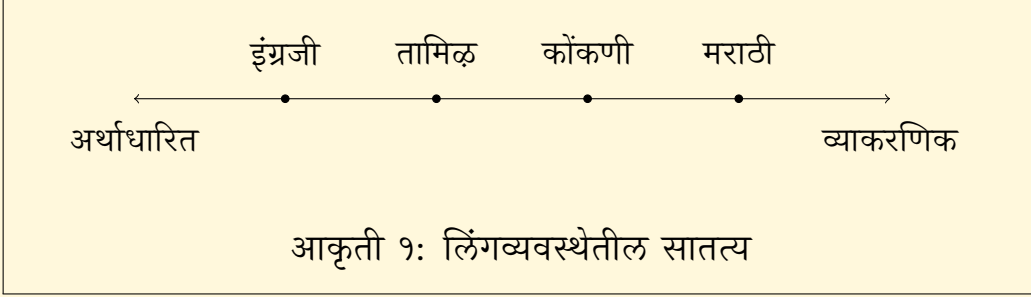 इंग्रजी तामिऴ कोंकणी मराठी
अर्थाधारित व्याकरणिक
आकृती १: लिंगव्यवस्थेतील सातत्य